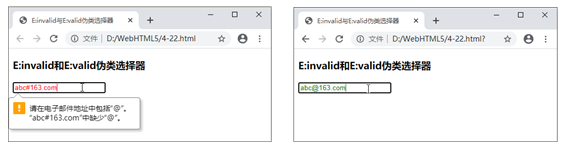 E:invalid与E:valid伪类选择器
文件 | D:/WebHTML5/4-22.html
E:invalid和E:valid伪类选择器
abc#163.com
请在电子邮件地址中包括“@”。
“abc#163.com”中缺少“@”。
E:invalid与E:valid伪类选择器
文件 | D:/WebHTML5/4-22.html?
E:invalid和E:valid伪类选择器
abc@163.com